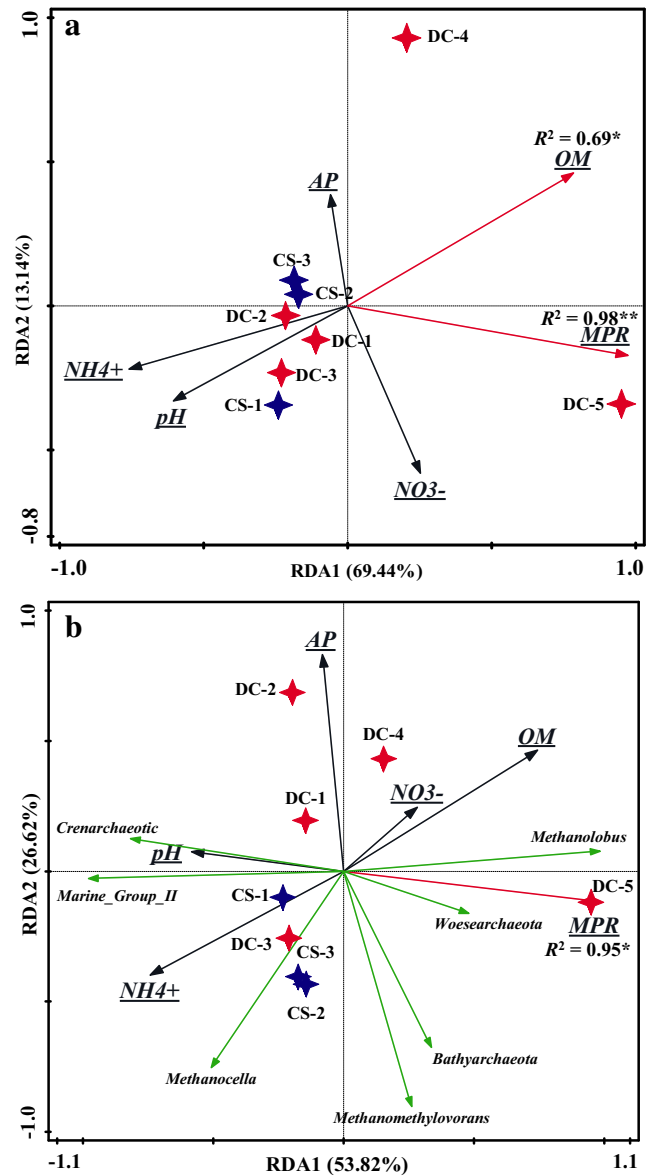 a
1.0
DC-4
R² = 0.69*
OM
AP
CS-3
CS-2
DC-2
R² = 0.98**
MPR
DC-1
NH4+
DC-3
pH
CS-1
DC-5
NO3-
RDA2 (13.14%)
-0.8
-1.0
RDA1 (69.44%)
1.0
b
1.0
AP
DC-2
DC-4
OM
NO3-
DC-1
Crenarchaeotic
Methanolobus
pH
Marine_Group_II
DC-5
CS-1
Woesearchaeota
MPR
DC-3
CS-3
R² = 0.95*
NH4+
CS-2
Bathyarchaeota
Methanocella
Methanomethylovorans
RDA2 (26.62%)
-1.0
-1.1
RDA1 (53.82%)
1.1